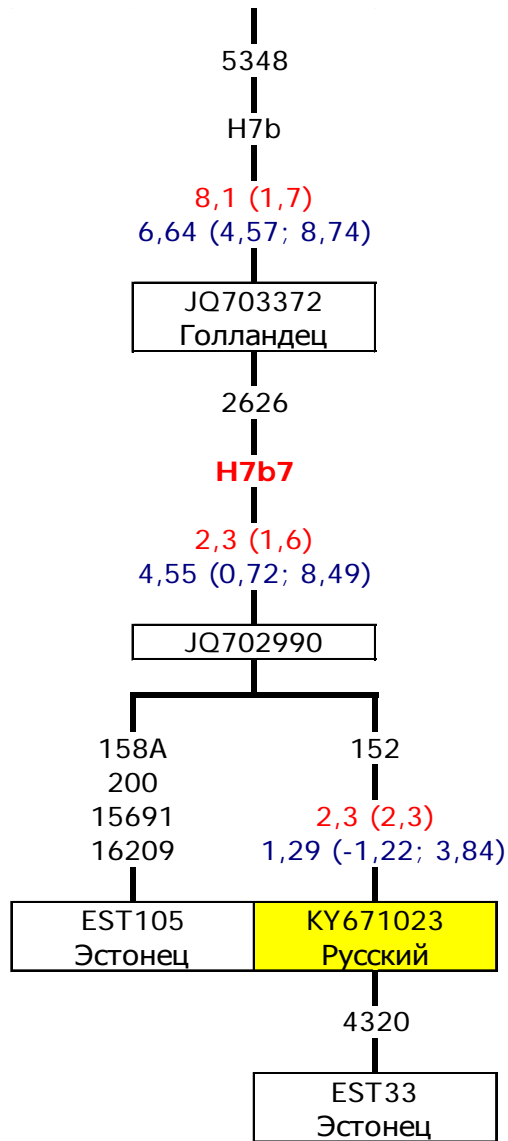 5348
H7b
8,1 (1,7)
6,64 (4,57; 8,74)
JQ703372
Голландец
2626
H7b7
2,3 (1,6)
4,55 (0,72; 8,49)
JQ702990
158A
200
15691
16209
152
2,3 (2,3)
1,29 (-1,22; 3,84)
EST105
Эстонец
KY671023
Русский
4320
EST33
Эстонец